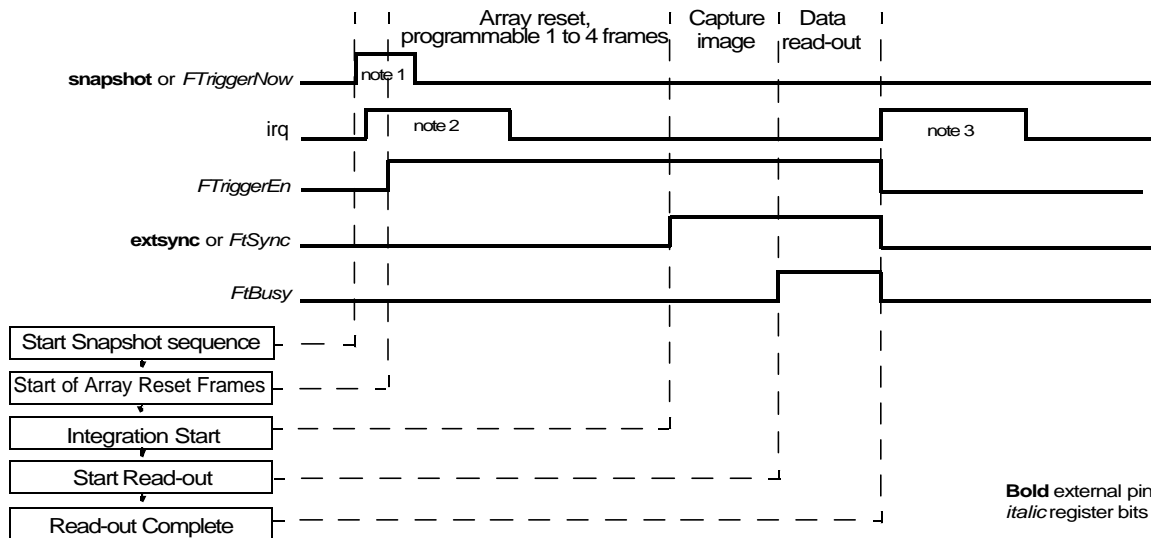 Array reset,
programmable 1 to 4 frames
Capture
image
Data
read-out
snapshot or FTriggerNow
note 1
irq
note 2
note 3
FTriggerEn
extsync or FtSync
FtBusy
Start Snapshot sequence
Start of Array Reset Frames
Integration Start
Start Read-out
Read-out Complete
Bold external pin
italic register bits